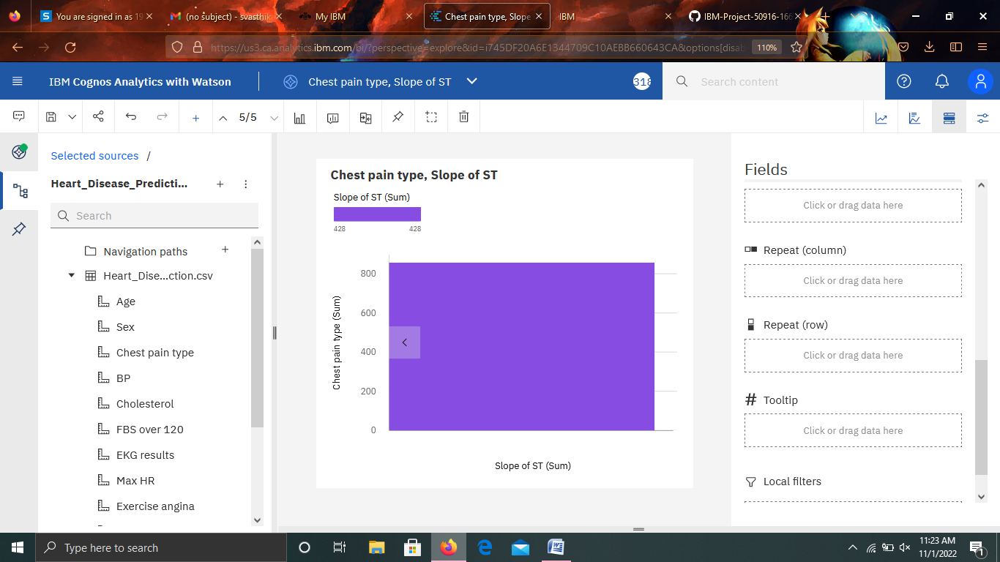 You are signed in as 19
(no subject) - svasthik
My IBM
Chest pain type, Slope
IBM
IBM-Project-50916-166
https://us3.ca.analytics.ibm.com/bi/?perspective=explore&id=i745DF20A6E1344709C10AEBB660643CA&options[disab
110%
IBM Cognos Analytics with Watson
Chest pain type, Slope of ST
318
Search content
5/5
Selected sources /
Heart_Disease_Predicti...
Search
Navigation paths
Heart_Dise...ction.csv
Age
Sex
Chest pain type
BP
Cholesterol
FBS over 120
EKG results
Max HR
Exercise angina
Chest pain type, Slope of ST
Slope of ST (Sum)
428 428
Chest pain type (Sum)
800
600
400
200
0
Slope of ST (Sum)
Fields
Click or drag data here
Repeat (column)
Click or drag data here
Repeat (row)
Click or drag data here
Tooltip
Click or drag data here
Local filters
Type here to search
11:23 AM
11/1/2022
1